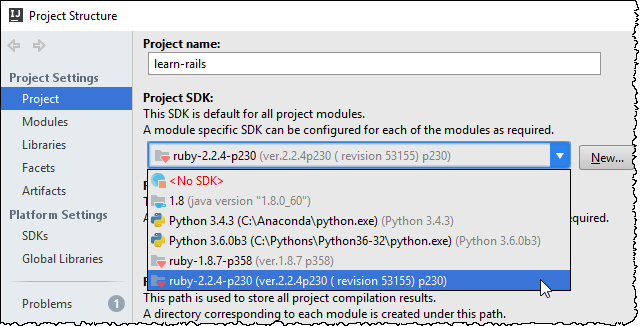 IJ Project Structure
Project Settings
Project
Modules
Libraries
Facets
Artifacts
Platform Settings
SDKs
Global Libraries
Problems 1
Project name:
learn-rails
Project SDK:
This SDK is default for all project modules.
A module specific SDK can be configured for each of the modules as required.
ruby-2.2.4-p230 (ver.2.2.4p230 ( revision 53155) p230) New...
<No SDK>
1.8 (java version "1.8.0_60")
Python 3.4.3 (C:\Anaconda\python.exe) (Python 3.4.3)
Python 3.6.0b3 (C:\Pythons\Python36-32\python.exe) (Python 3.6.0b3)
ruby-1.8.7-p358 (ver.1.8.7 p358)
ruby-2.2.4-p230 (ver.2.2.4p230 ( revision 53155) p230)
required.
This path is used to store all project compilation results.
A directory corresponding to each module is created under this path.